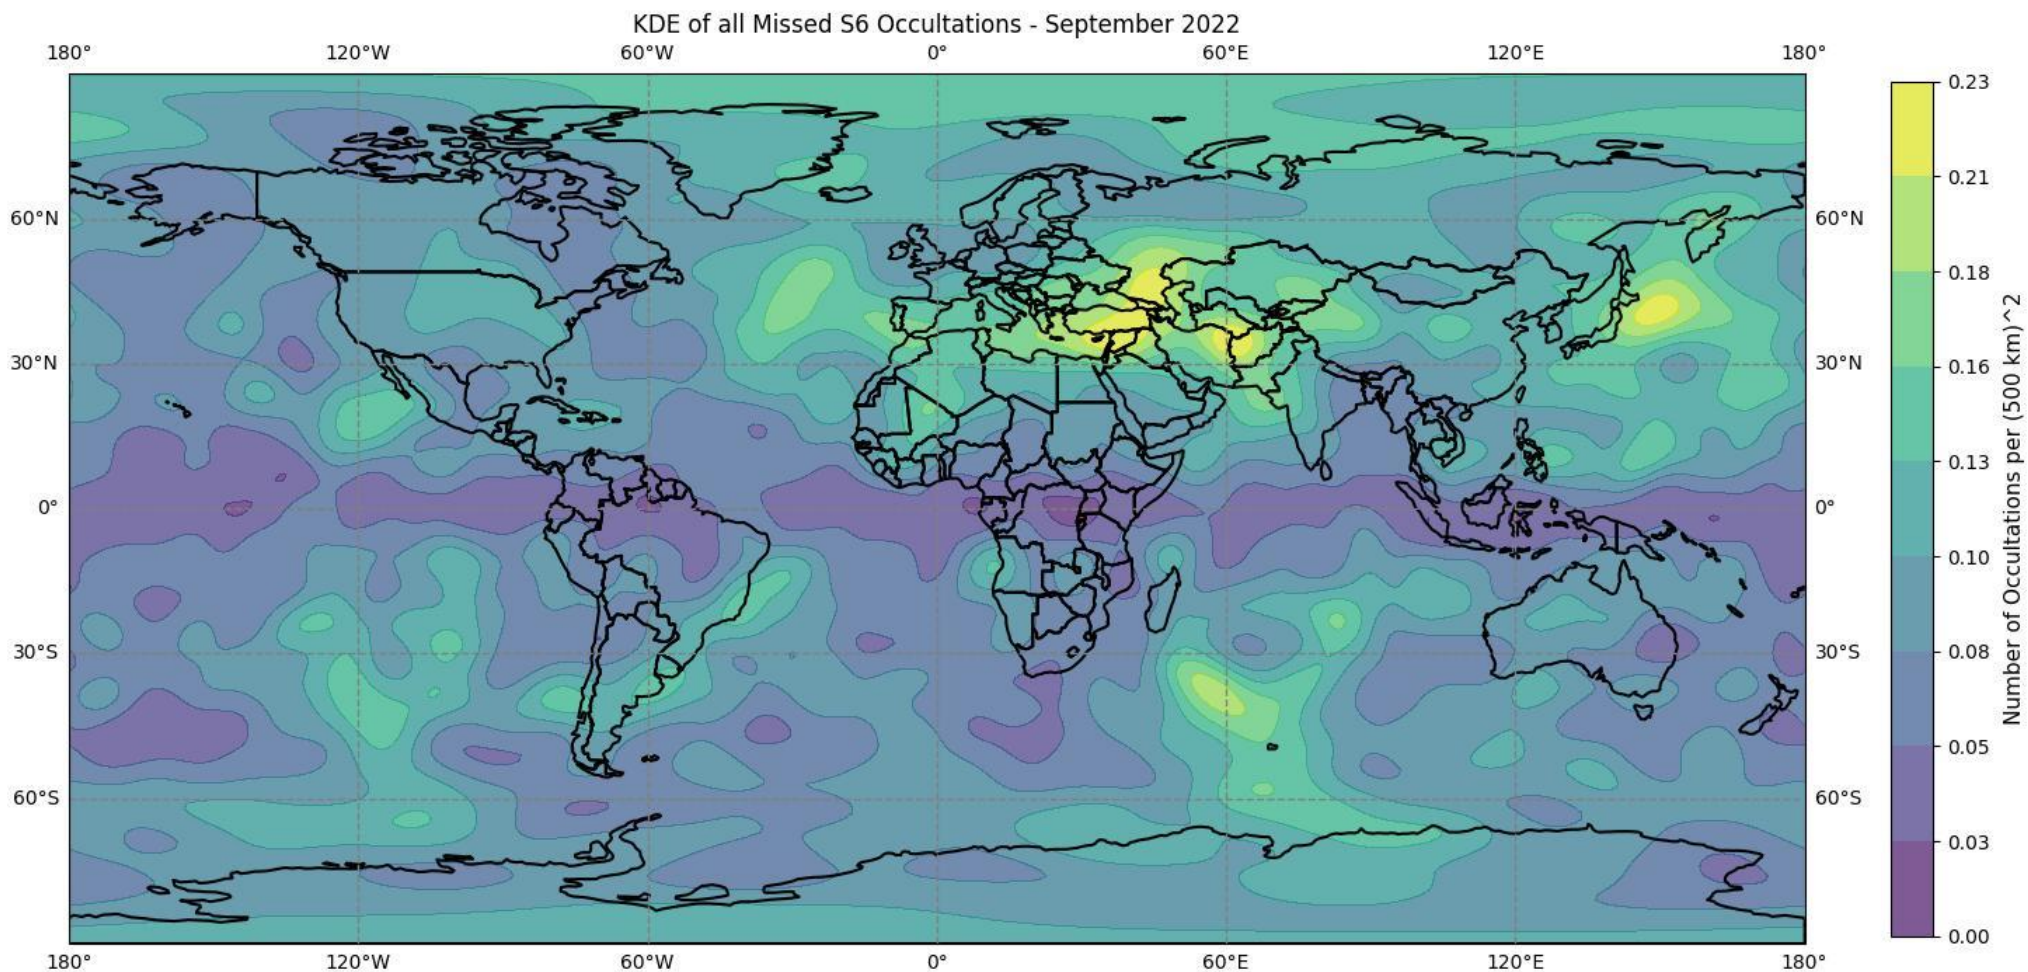 KDE of all Missed S6 Occultations - September 2022
180° 120°W 60°W 0° 60°E 120°E 180°
60°N 60°N
30°N 30°N
0° 0°
30°S 30°S
60°S 60°S
180° 120°W 60°W 0° 60°E 120°E 180°
0.23
0.21
0.18
0.16
0.13
0.10
0.08
0.05
0.03
0.00
Number of Occultations per (500 km)^2